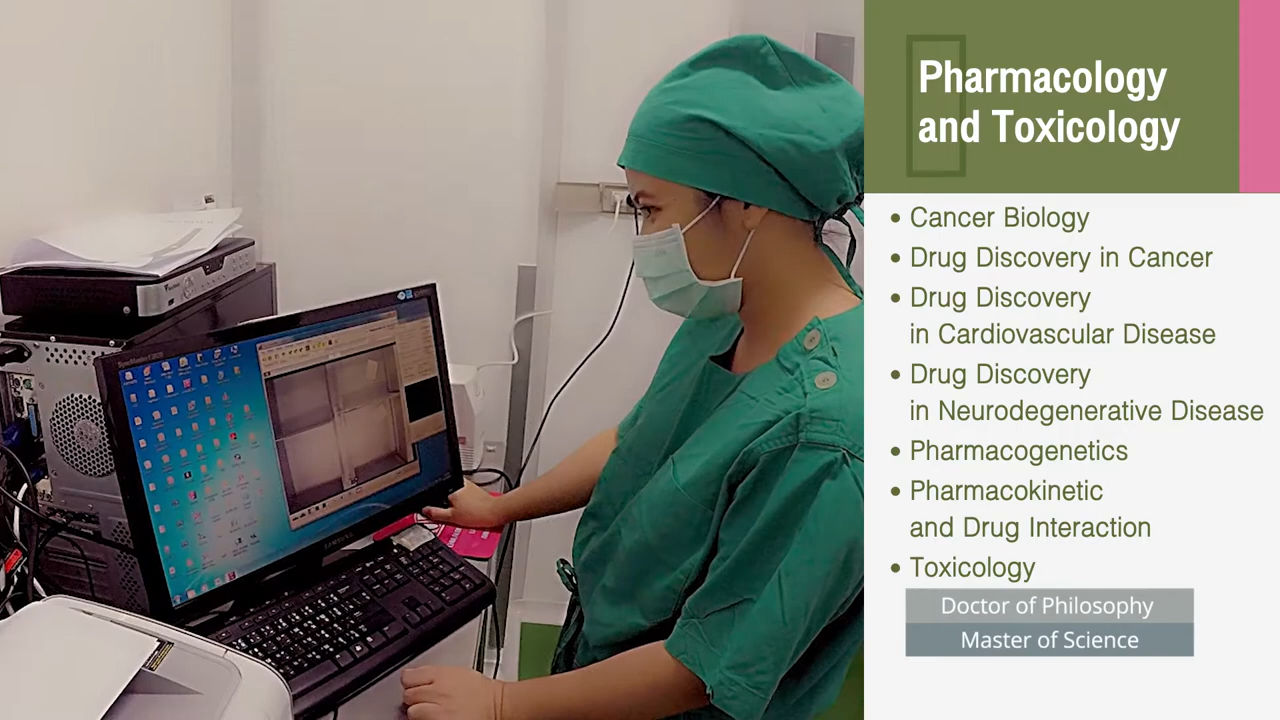 Pharmacology
and Toxicology
• Cancer Biology
• Drug Discovery in Cancer
• Drug Discovery
in Cardiovascular Disease
• Drug Discovery
in Neurodegenerative Disease
• Pharmacogenetics
• Pharmacokinetic
and Drug Interaction
• Toxicology
Doctor of Philosophy
Master of Science
SAMSUNG